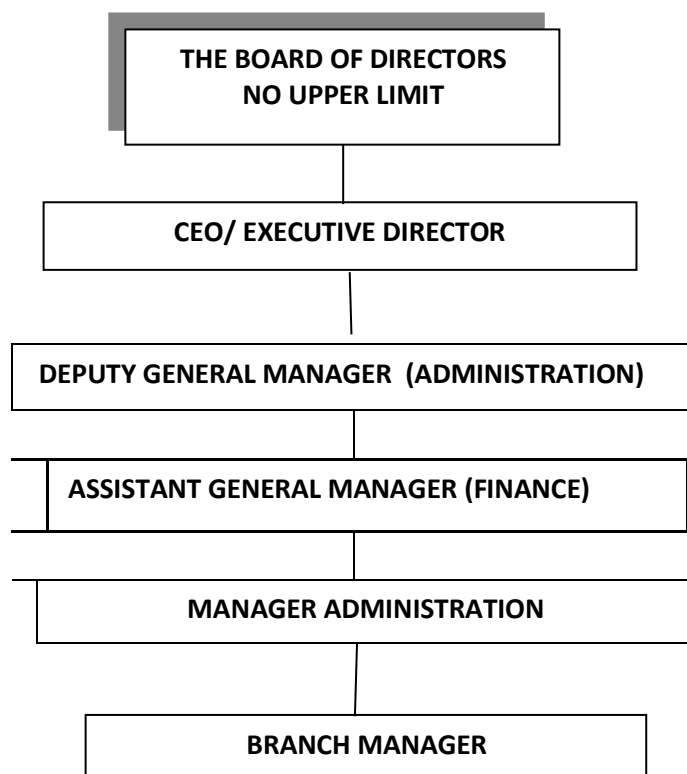 THE BOARD OF DIRECTORS
NO UPPER LIMIT
CEO/ EXECUTIVE DIRECTOR
DEPUTY GENERAL MANAGER (ADMINISTRATION)
ASSISTANT GENERAL MANAGER (FINANCE)
MANAGER ADMINISTRATION
BRANCH MANAGER